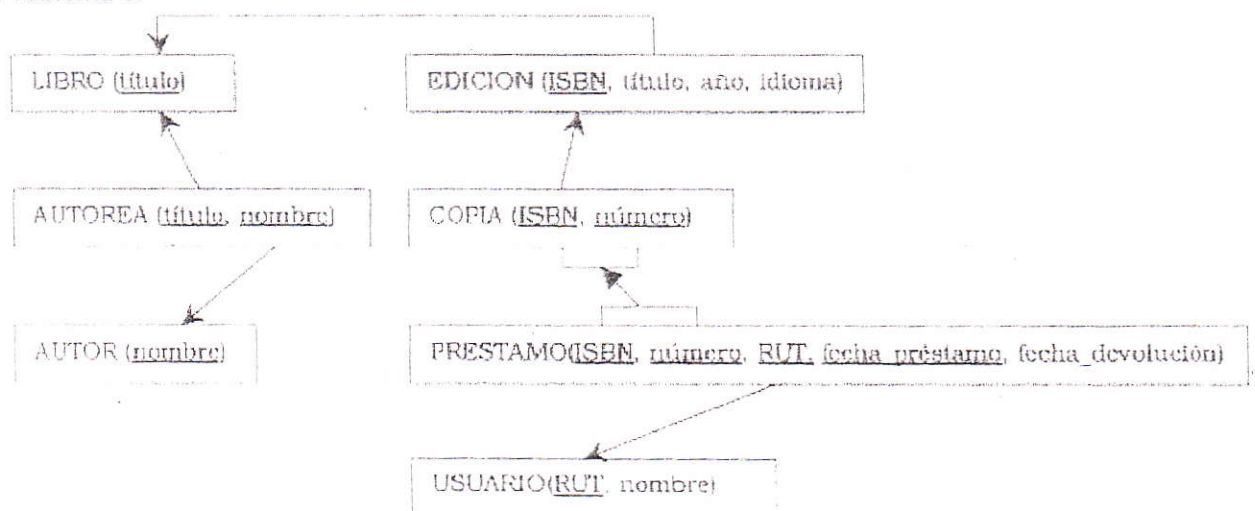 LIBRO (título)
EDICION (ISBN, título, año, idioma)
AUTOREA (título, nombre)
COPIA (ISBN, número)
AUTOR (nombre)
PRESTAMO(ISBN, número, RUT, fecha_préstamo, fecha_devolución)
USUARIO(RUT, nombre)